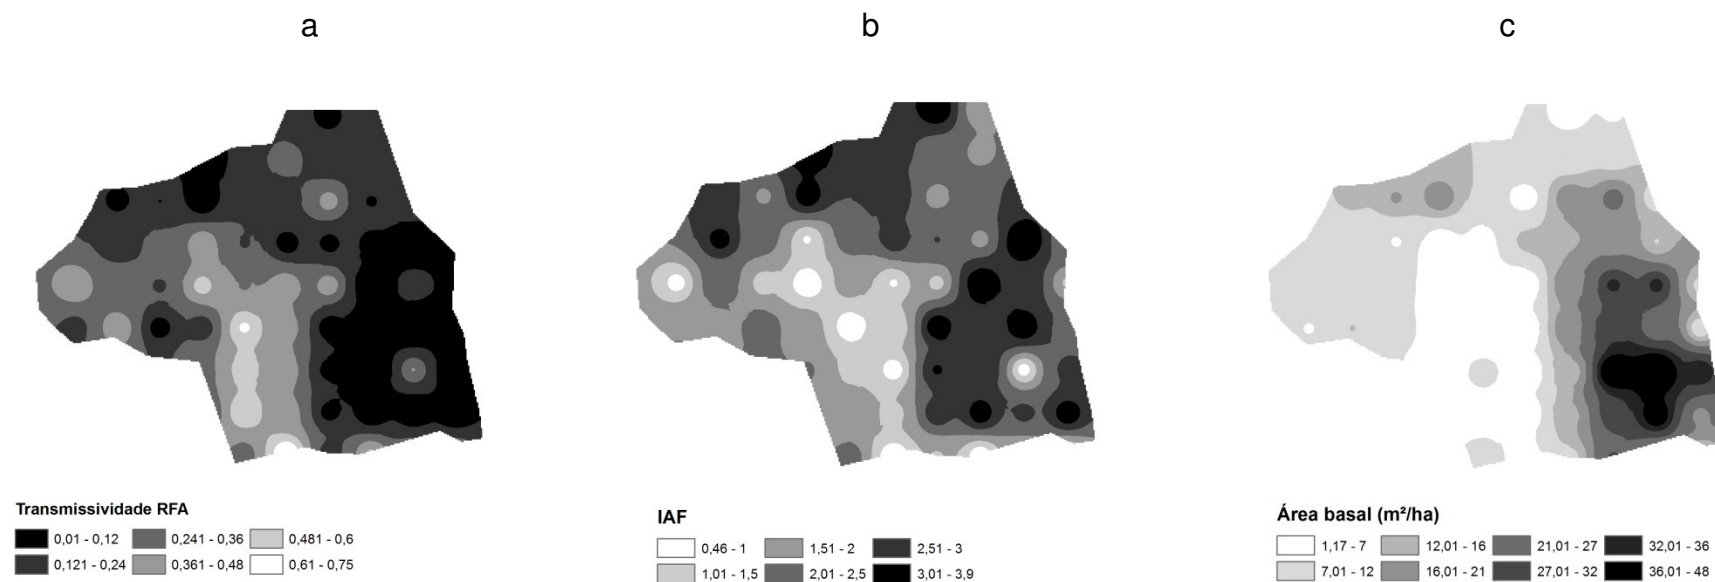 a
b
c
Transmissividade RFA
0,01 - 0,12
0,241 - 0,36
0,481 - 0,6
0,121 - 0,24
0,361 - 0,48
0,61 - 0,75
IAF
0,46 - 1
1,51 - 2
2,51 - 3
1,01 - 1,5
2,01 - 2,5
3,01 - 3,9
Área basal (m²/ha)
1,17 - 7
12,01 - 16
21,01 - 27
32,01 - 36
7,01 - 12
16,01 - 21
27,01 - 32
36,01 - 48